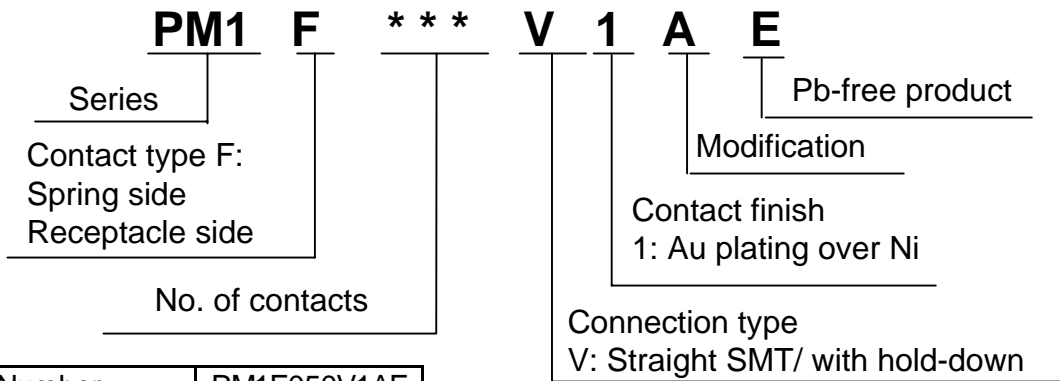 PM1 F * * * V 1 A E
Series
Pb-free product
Contact type F:
Spring side
Receptacle side
Modification
Contact finish
1: Au plating over Ni
No. of contacts
Connection type
V: Straight SMT/ with hold-down